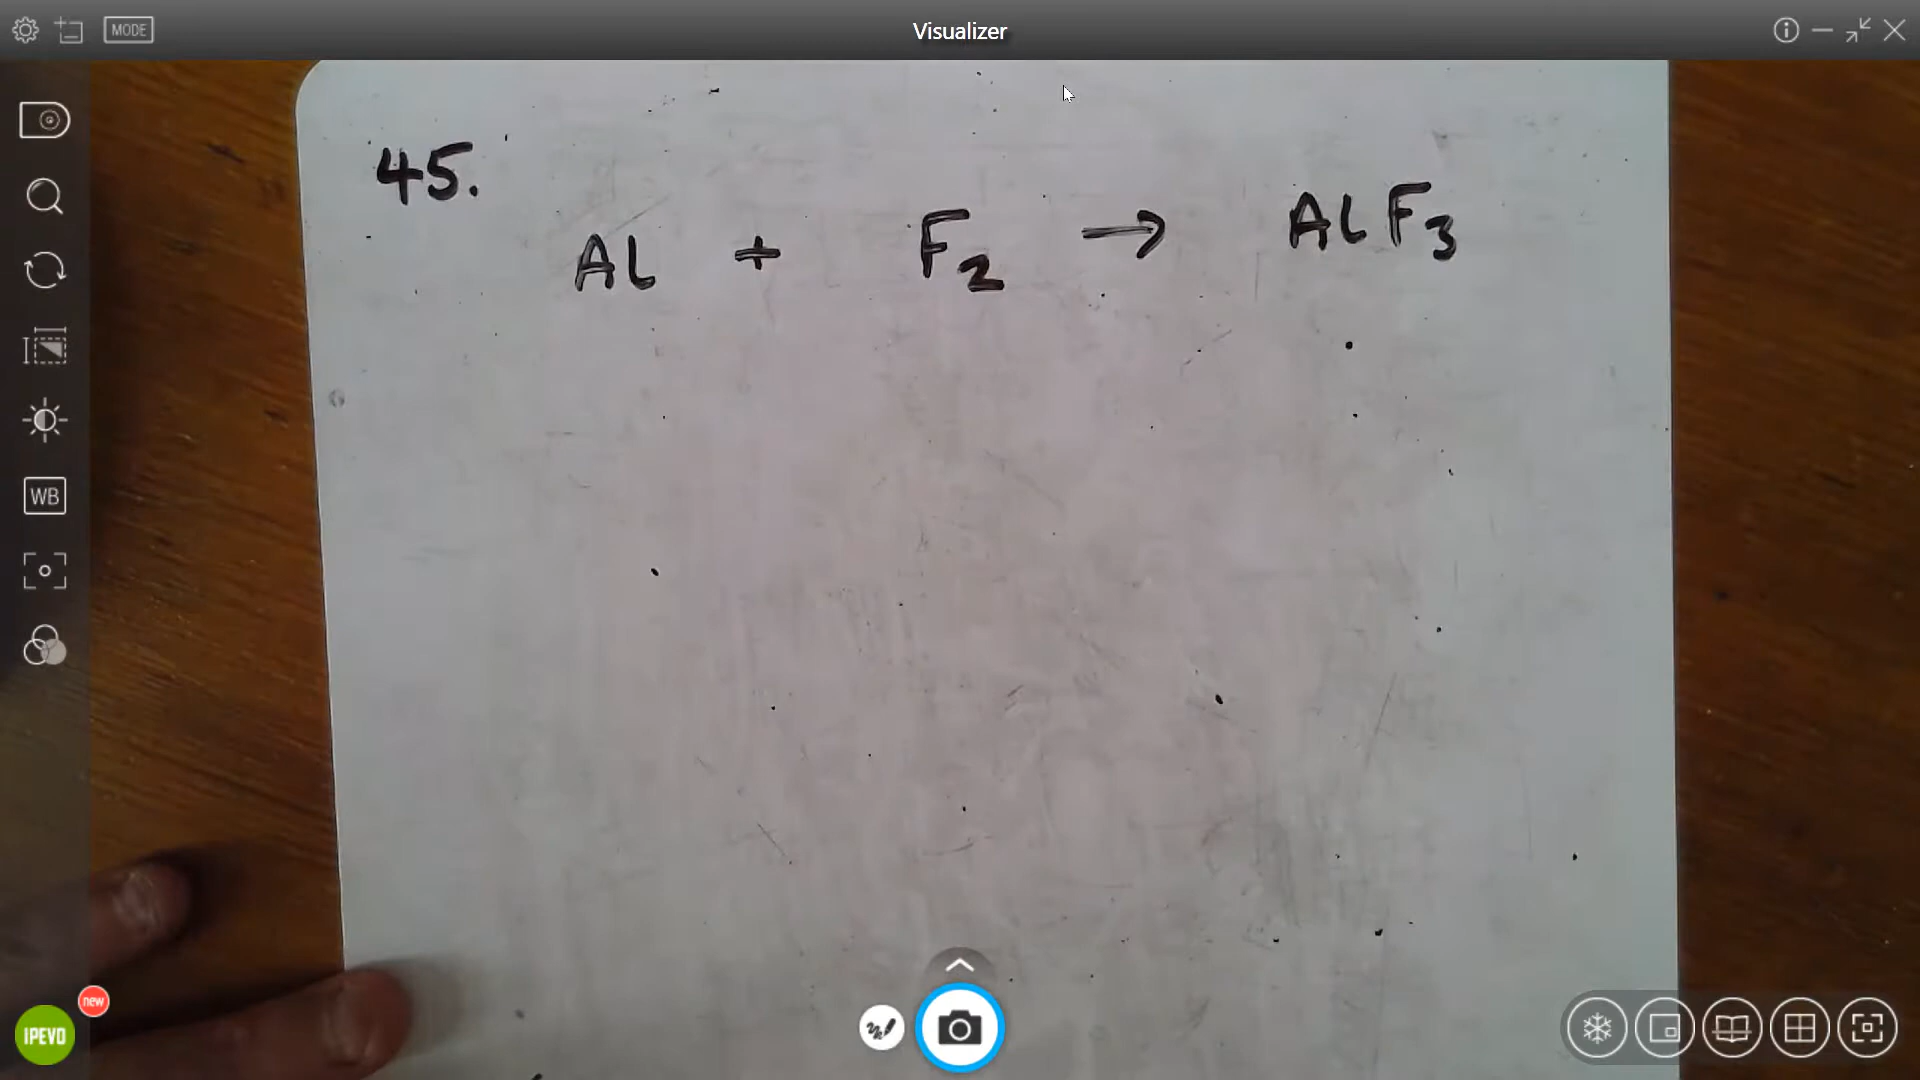 MODE
Visualizer
45.
Al + F₂ → AlF₃
WB
new
iPEVO